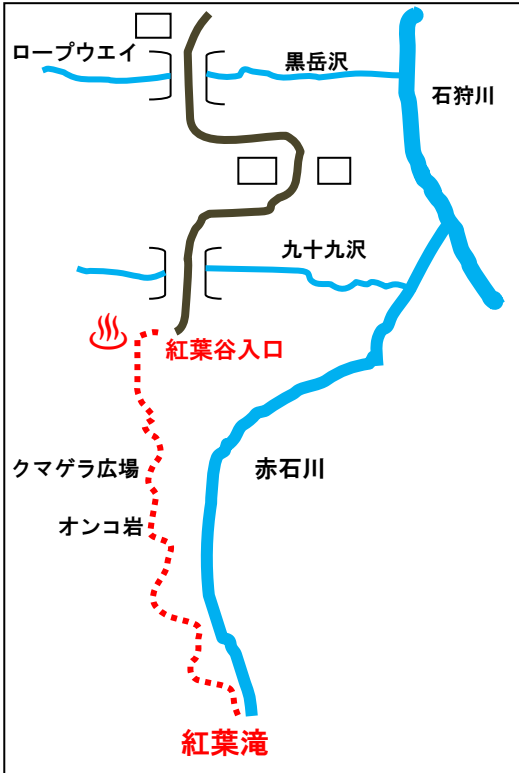 ロープウエイ
黒岳沢
石狩川
九十九沢
紅葉谷入口
クマゲラ広場
赤石川
オンコ岩
紅葉滝